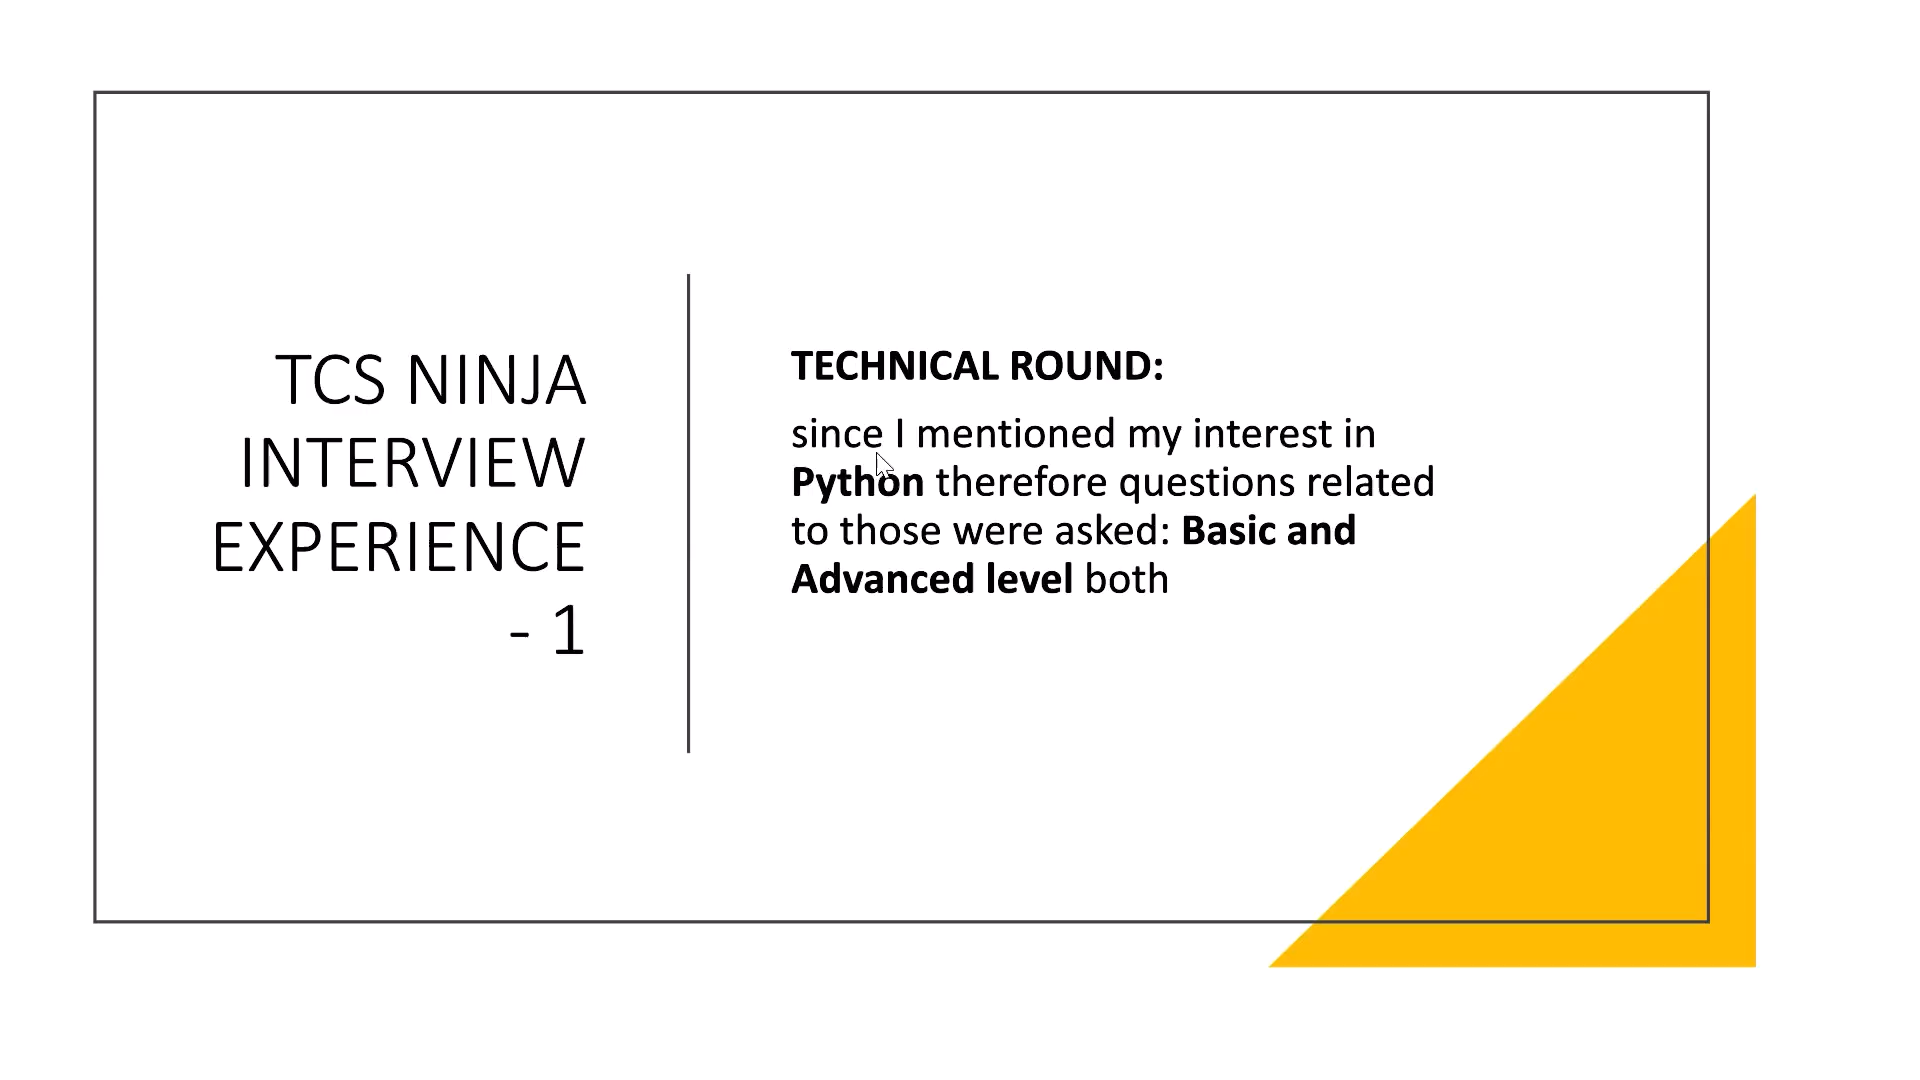 TCS NINJA
INTERVIEW
EXPERIENCE
- 1
TECHNICAL ROUND:
since I mentioned my interest in
Python therefore questions related
to those were asked: Basic and
Advanced level both